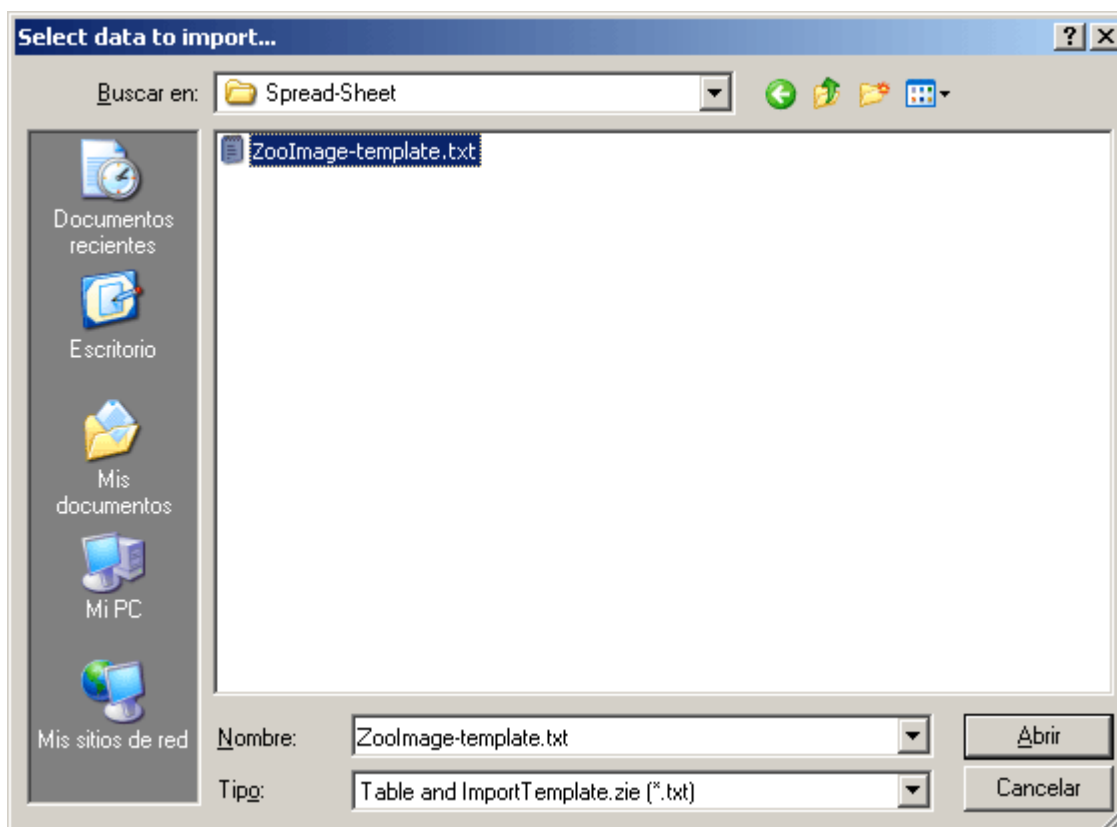 Select data to import...
Buscar en:
Spread-Sheet
ZooImage-template.txt
Documentos
recientes
Escritorio
Mis
documentos
Mi PC
Mis sitios de red
Nombre:
ZooImage-template.txt
Abrir
Tipo:
Table and ImportTemplate.zie (*.txt)
Cancelar